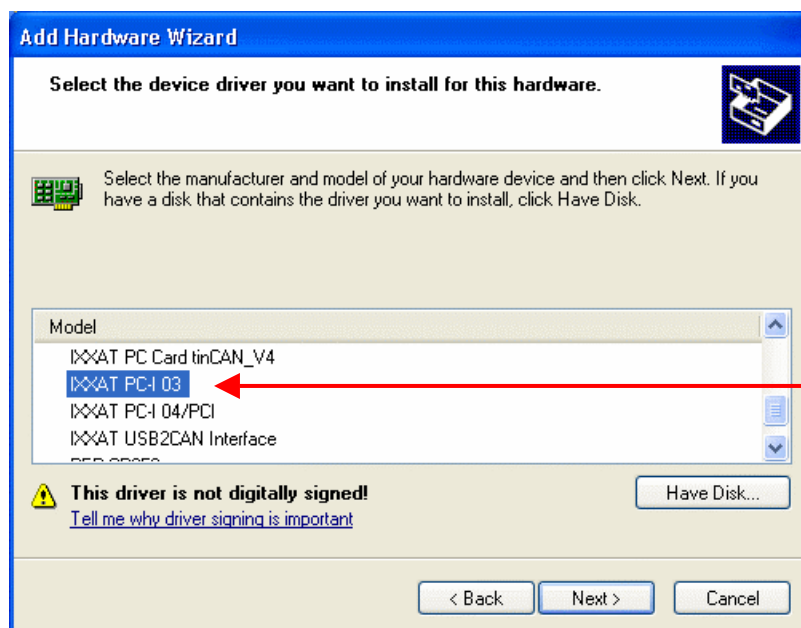 Add Hardware Wizard
Select the device driver you want to install for this hardware.
Select the manufacturer and model of your hardware device and then click Next. If you
have a disk that contains the driver you want to install, click Have Disk.
Model
IXXAT PC Card tinCAN_V4
IXXAT PC-I 03
IXXAT PC-I 04/PCI
IXXAT USB2CAN Interface
This driver is not digitally signed!
Have Disk...
Tell me why driver signing is important
< Back
Next >
Cancel